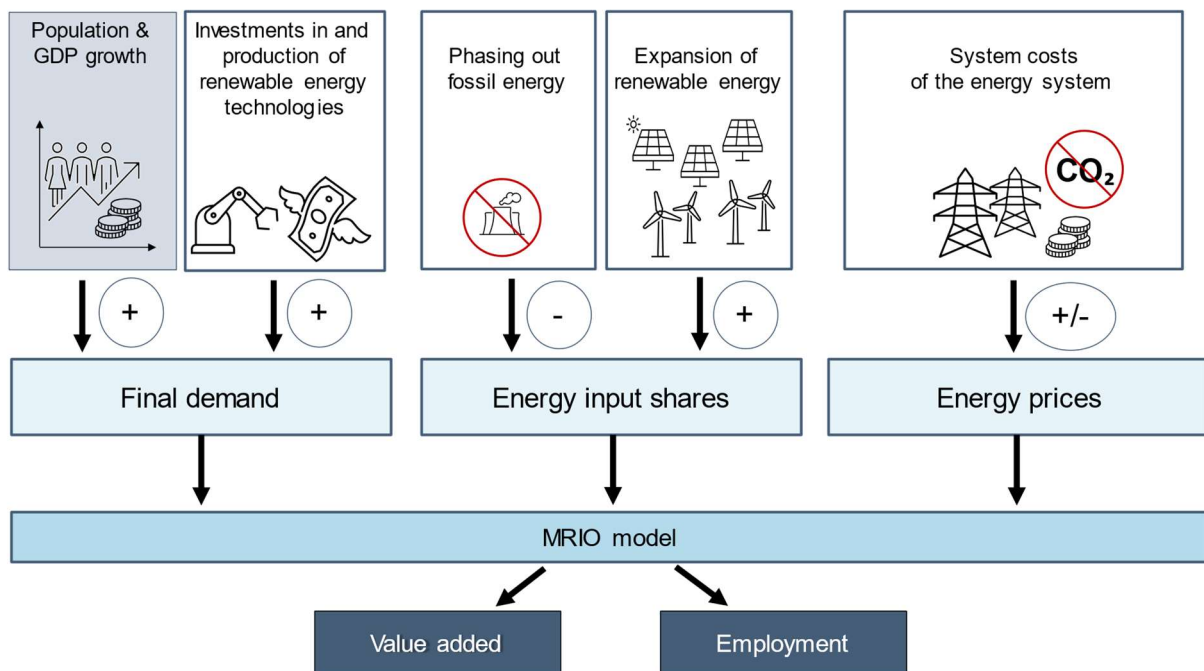 Population &
GDP growth
Investments in and
production of
renewable energy
technologies
Phasing out
fossil energy
Expansion of
renewable energy
System costs
of the energy system
CO₂
+
+
-
+
+/-
Final demand
Energy input shares
Energy prices
MRIO model
Value added
Employment